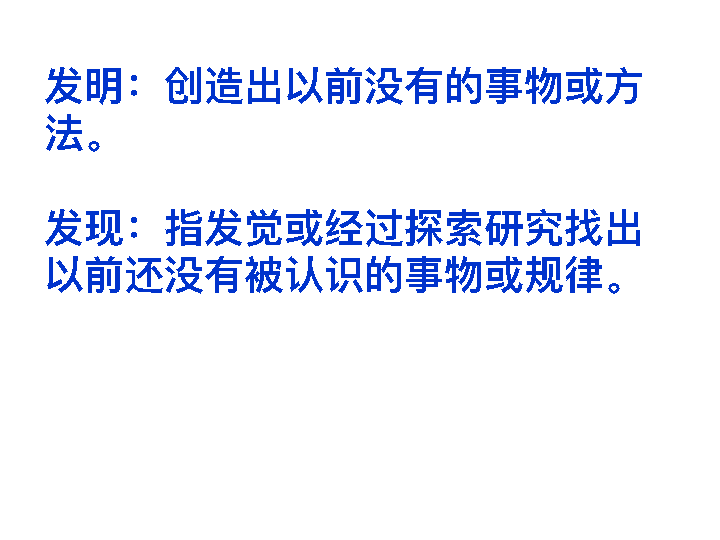 发明：创造出以前没有的事物或方
法。
发现：指发觉或经过探索研究找出
以前还没有被认识的事物或规律。